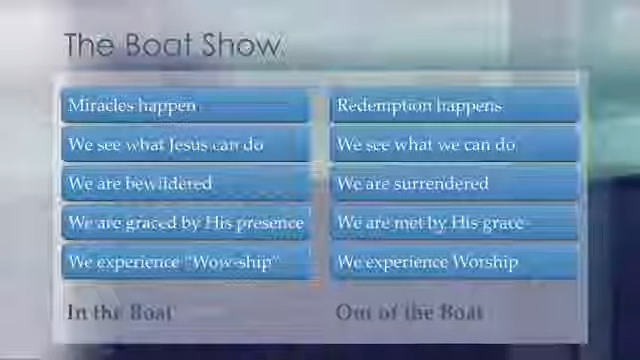 The Boat Show
Miracles happen
Redemption happens
We see what Jesus can do
We see what we can do
We are bewildered
We are surrendered
We are graced by His presence
We are met by His grace
We experience "Wow-ship"
We experience Worship
In the Boat
Out of the Boat